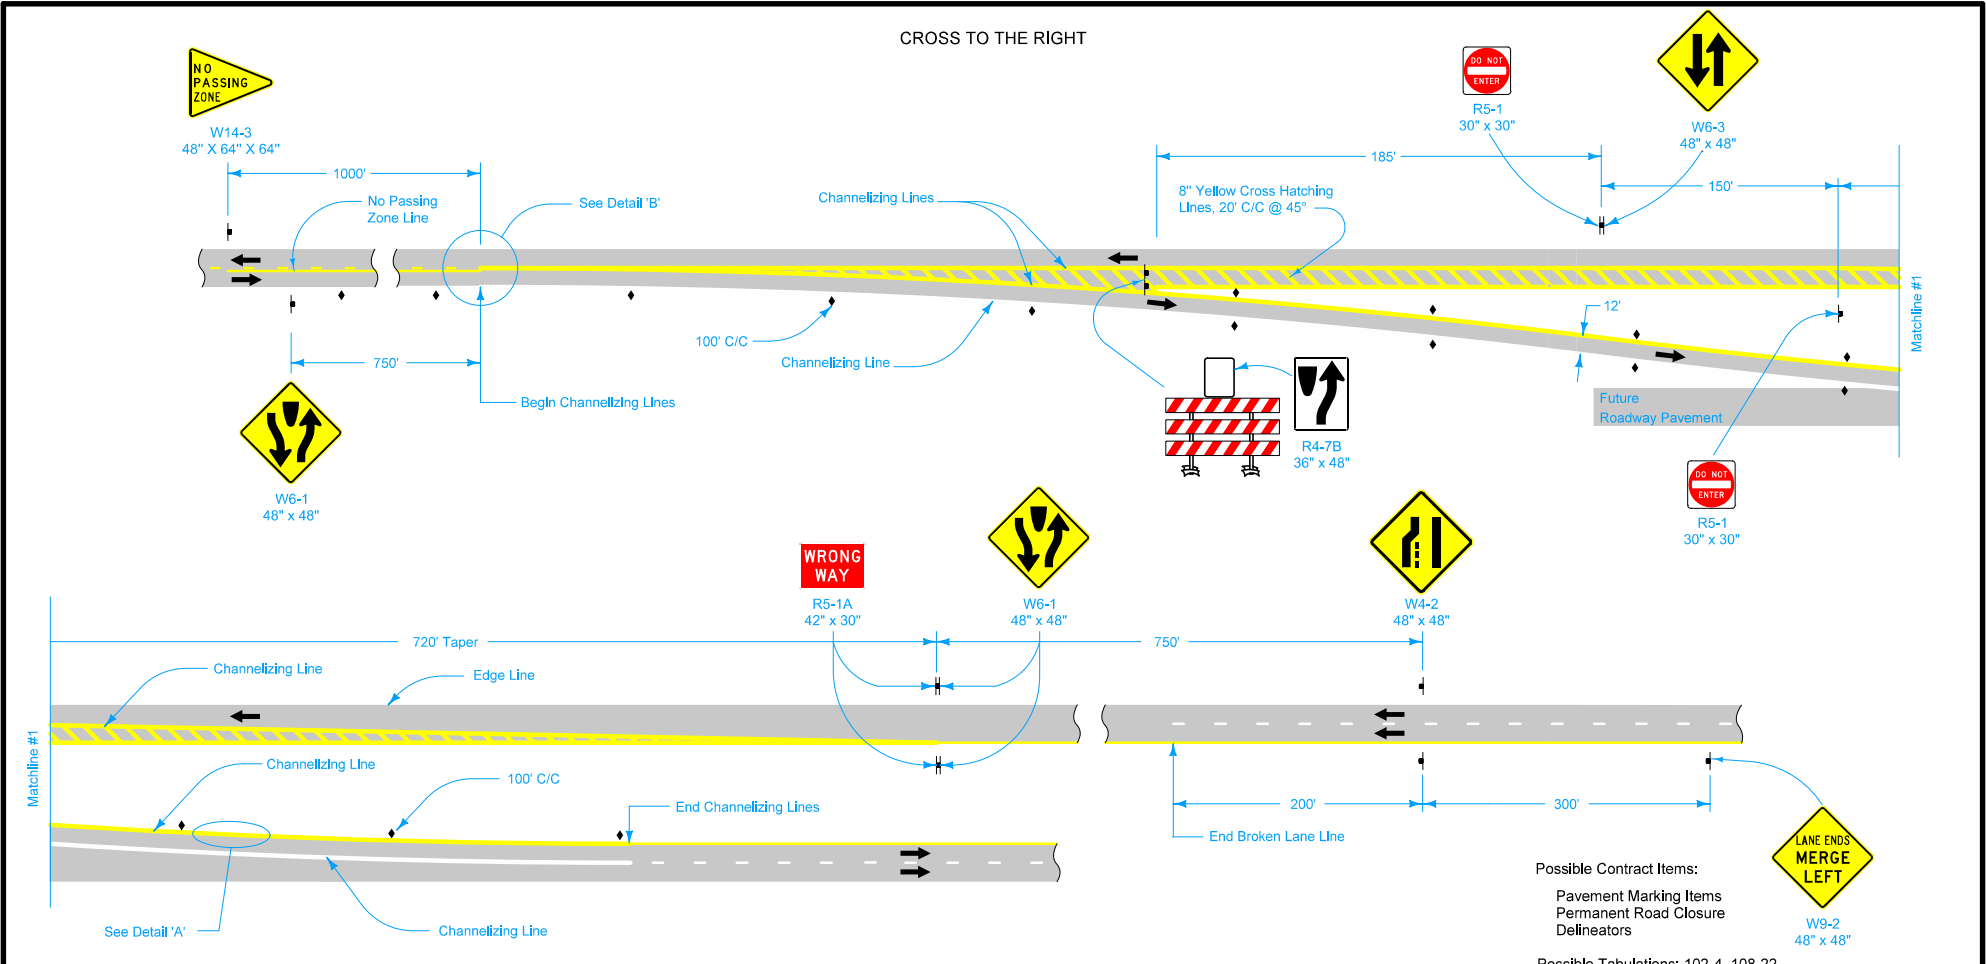 CROSS TO THE RIGHT
NO
PASSING
ZONE
W14-3
48" X 64" X 64"
1000'
No Passing
Zone Line
See Detail 'B'
Channelizing Lines
8" Yellow Cross Hatching
Lines, 20' C/C @ 45°
185'
DO NOT
ENTER
R5-1
30" x 30"
W6-3
48" x 48"
150'
Matchline #1
12'
750'
100' C/C
Channelizing Line
Begin Channelizing Lines
W6-1
48" x 48"
R4-7B
36" x 48"
Future
Roadway Pavement
DO NOT
ENTER
R5-1
30" x 30"
WRONG
WAY
R5-1A
42" x 30"
W6-1
48" x 48"
W4-2
48" x 48"
720' Taper
750'
Channelizing Line
Edge Line
Matchline #1
Channelizing Line
100' C/C
End Channelizing Lines
200'
300'
End Broken Lane Line
See Detail 'A'
Channelizing Line
LANE ENDS
MERGE
LEFT
W9-2
48" x 48"
Possible Contract Items:
Pavement Marking Items
Permanent Road Closure
Delineators
Possible Tabulations: 102-4, 108-22